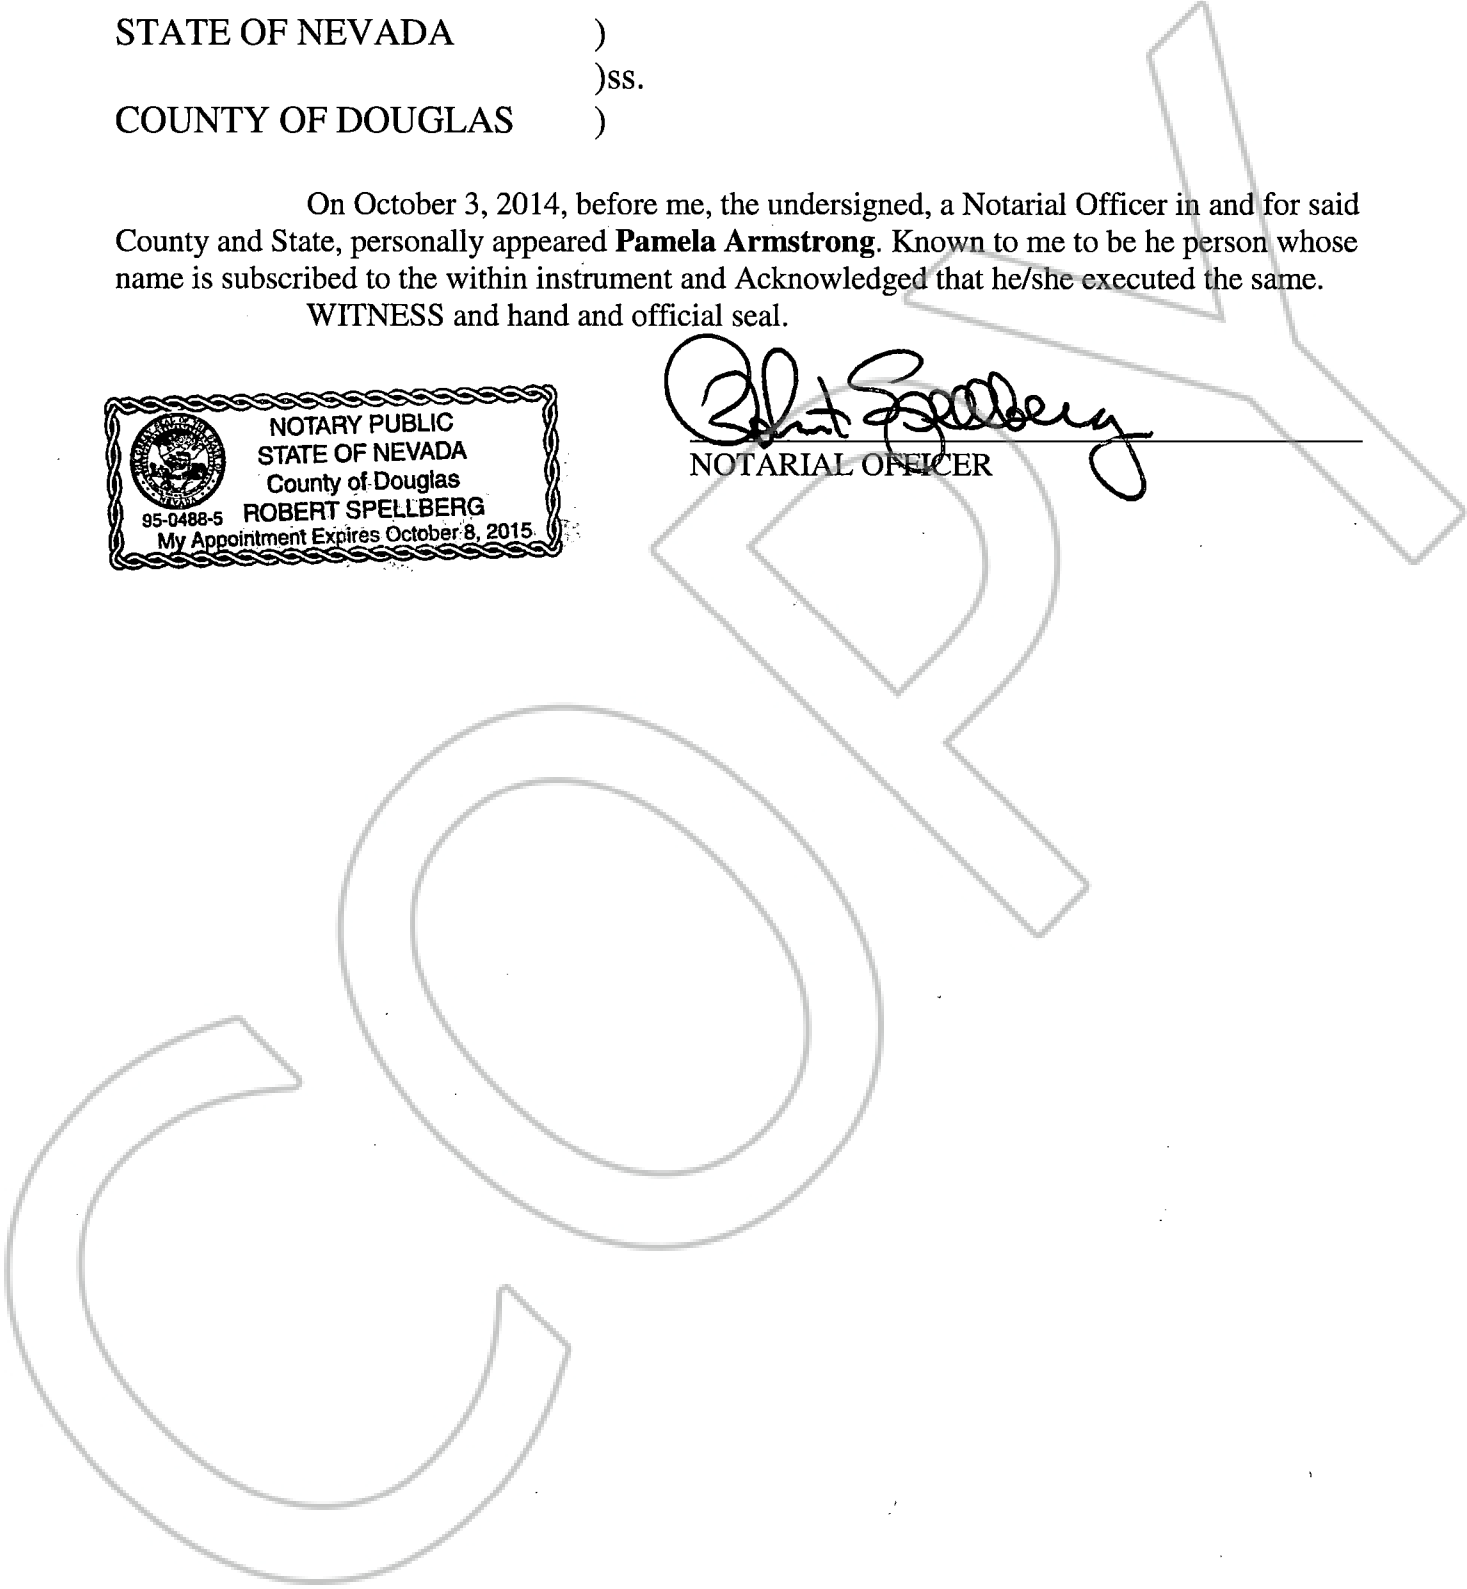 STATE OF NEVADA )
)ss.
COUNTY OF DOUGLAS )
On October 3, 2014, before me, the undersigned, a Notarial Officer in and for said
County and State, personally appeared Pamela Armstrong. Known to me to be he person whose
name is subscribed to the within instrument and Acknowledged that he/she executed the same.
WITNESS and hand and official seal.
Robert Spellberg
NOTARIAL OFFICER
NOTARY PUBLIC
STATE OF NEVADA
County of Douglas
95-0488-5 ROBERT SPELLBERG
My Appointment Expires October 8, 2015
COPY